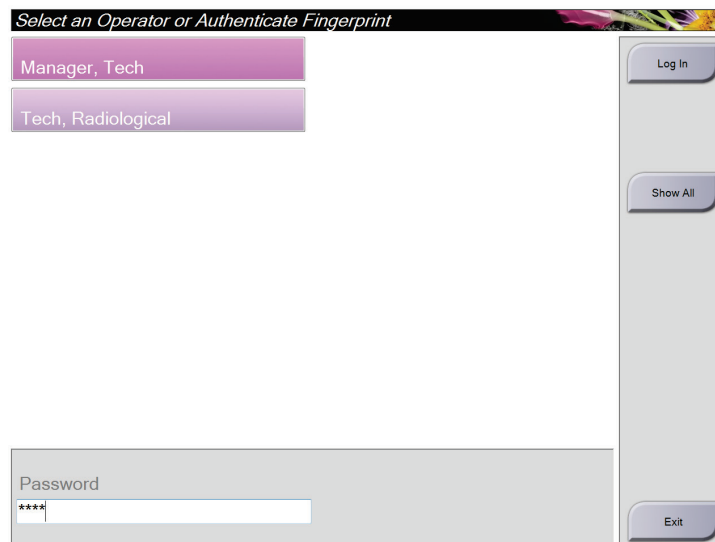 Select an Operator or Authenticate Fingerprint
Manager, Tech
Log In
Tech, Radiological
Show All
Password
****
Exit